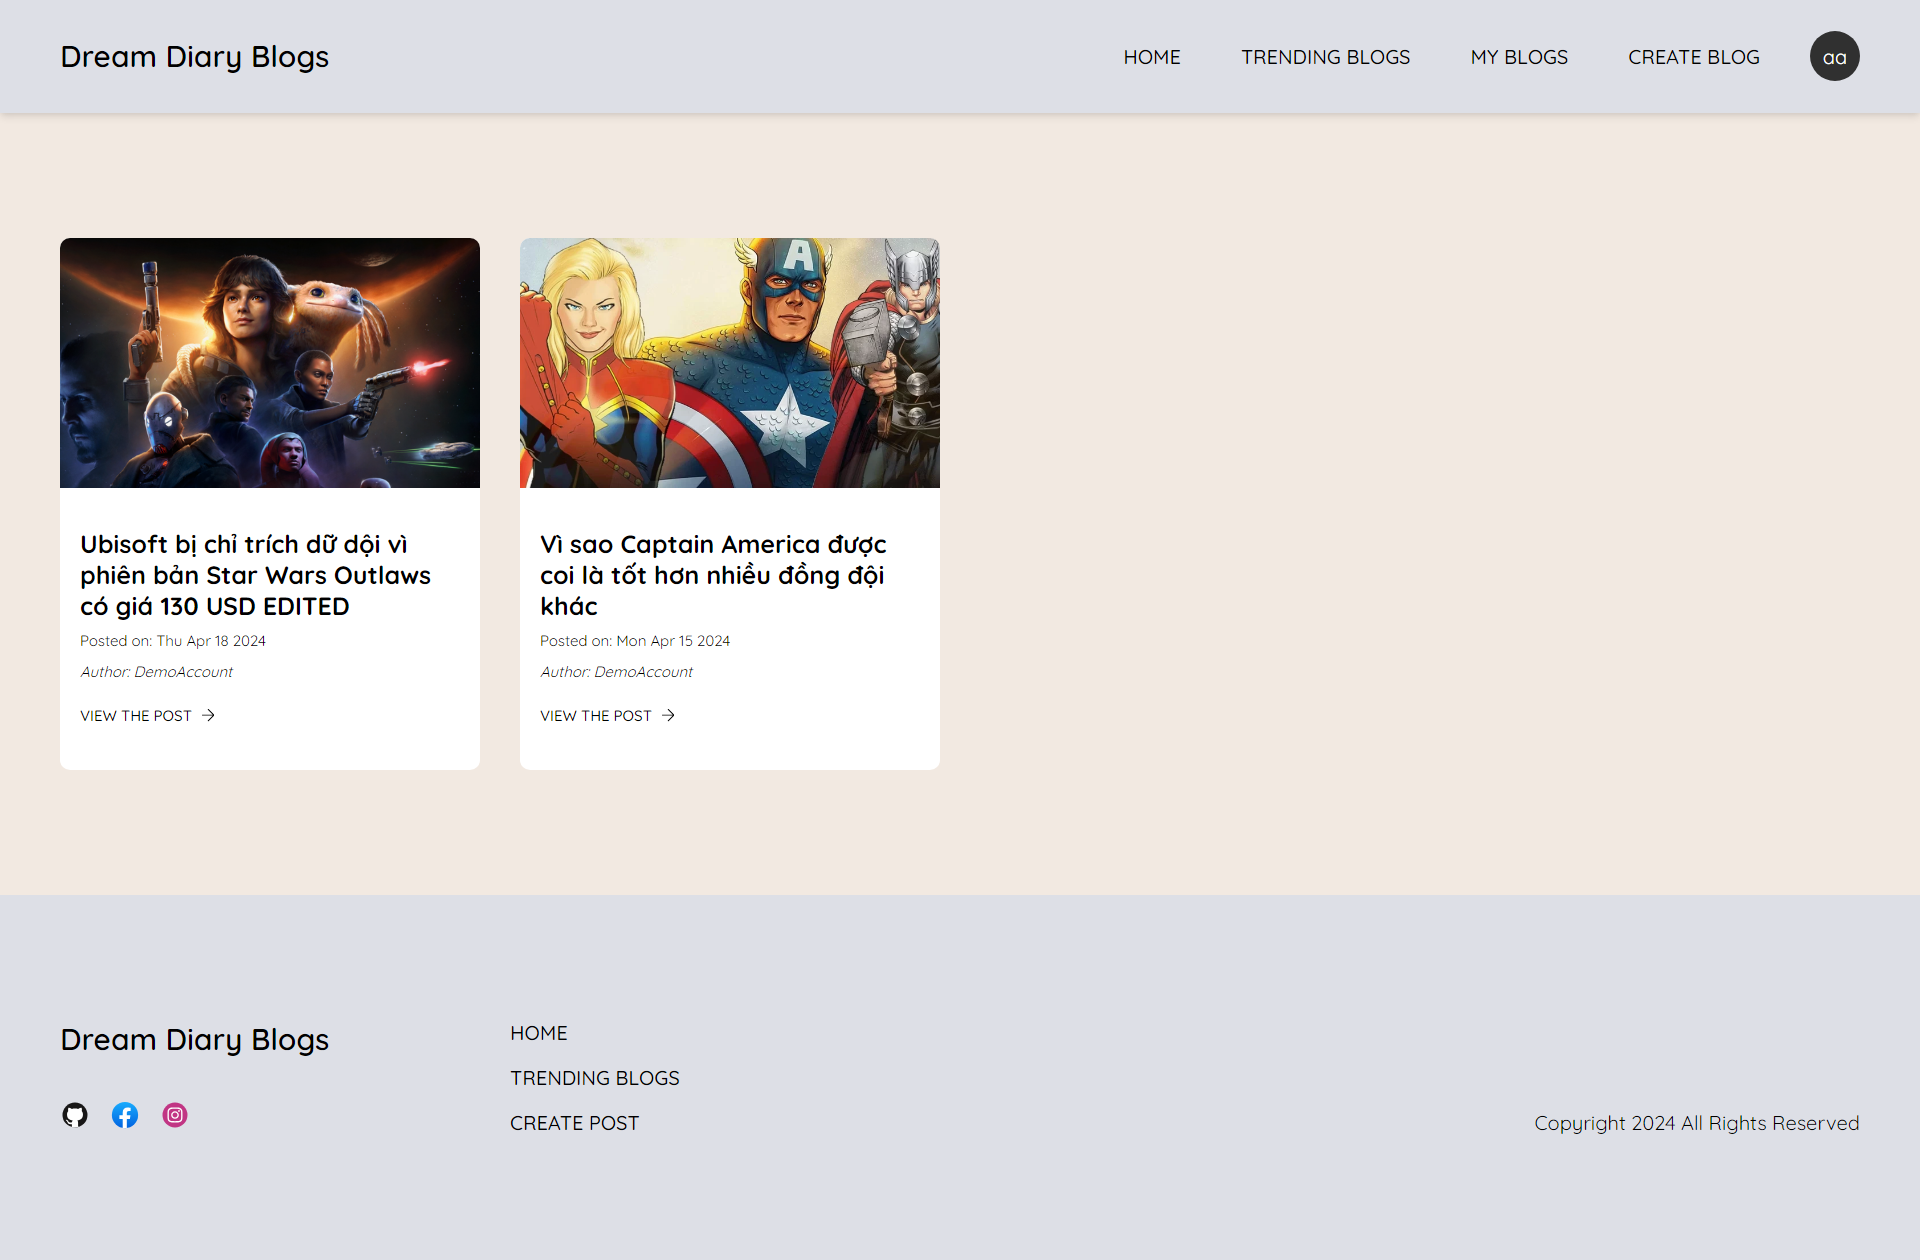 Dream Diary Blogs
HOME
TRENDING BLOGS
MY BLOGS
CREATE BLOG
aa
A
Ubisoft bị chỉ trích dữ dội vì
phiên bản Star Wars Outlaws
có giá 130 USD EDITED
Posted on: Thu Apr 18 2024
Author: DemoAccount
VIEW THE POST
Vì sao Captain America được
coi là tốt hơn nhiều đồng đội
khác
Posted on: Mon Apr 15 2024
Author: DemoAccount
VIEW THE POST
Dream Diary Blogs
HOME
TRENDING BLOGS
CREATE POST
Copyright 2024 All Rights Reserved